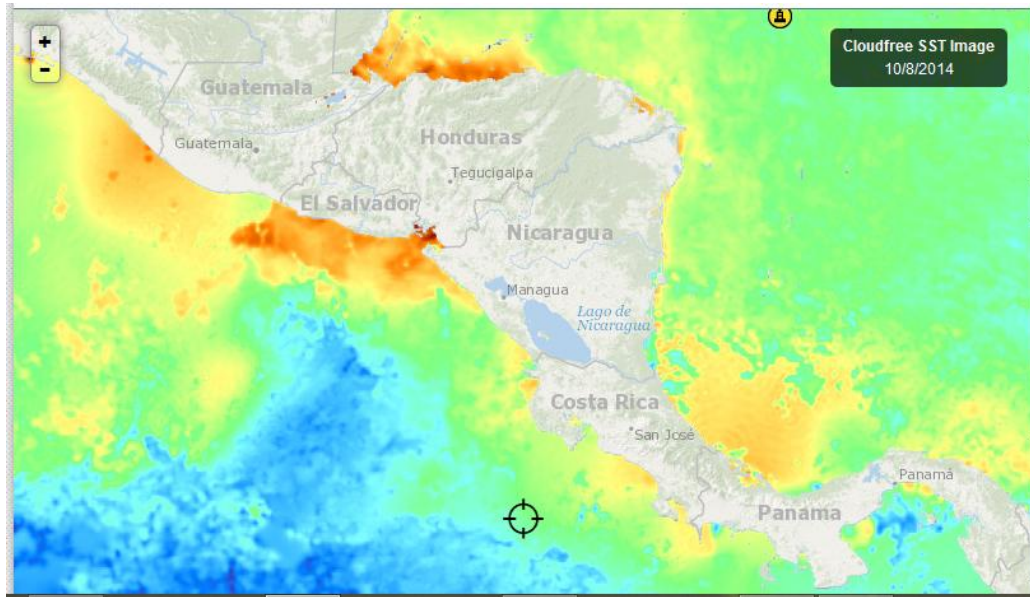 +
-
Cloudfree SST Image
10/8/2014
Guatemala
Guatemala
Honduras
Tegucigalpa
El Salvador
Nicaragua
Managua
Lago de
Nicaragua
Costa Rica
San José
Panamá
Panama